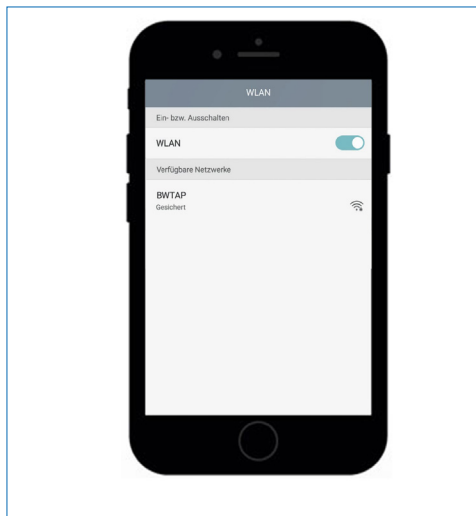 WLAN
Ein- bzw. Ausschalten
WLAN
Verfügbare Netzwerke
BWTAP
Gesichert